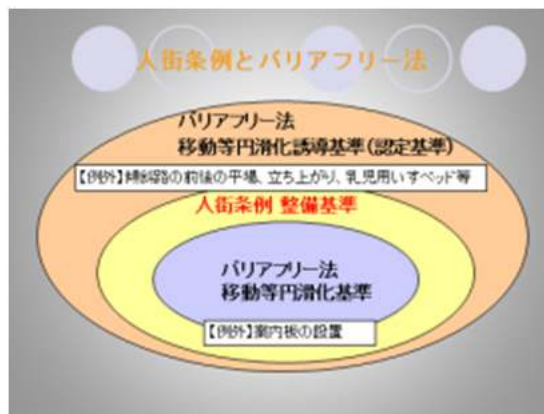 人街条例とバリアフリー法
バリアフリー法
移動等円滑化誘導基準(認定基準)
【例外】傾斜路の前後の平場、立ち上がり、乳児用いすベッド等
人街条例 整備基準
バリアフリー法
移動等円滑化基準
【例外】案内板の設置